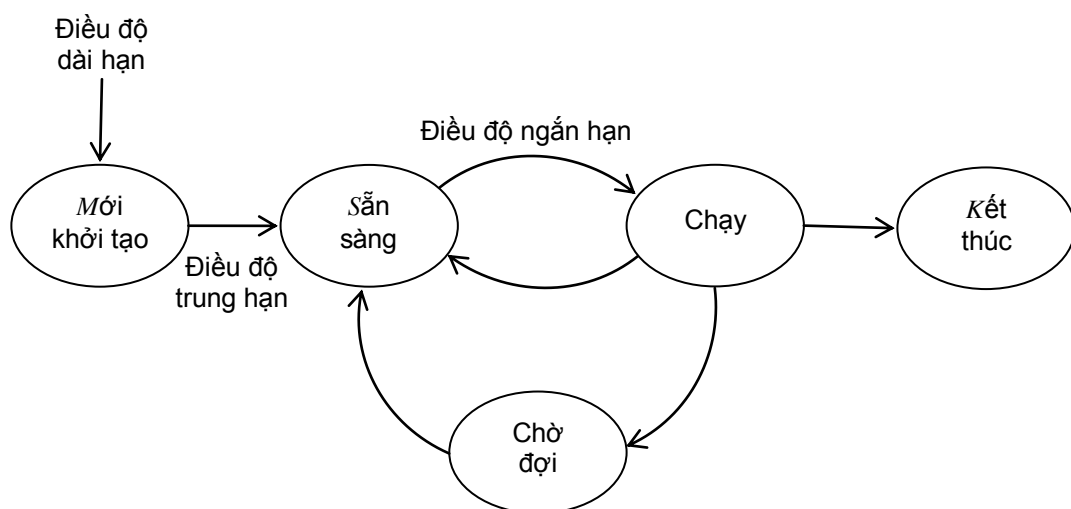 Điều độ
dài hạn
Điều độ ngắn hạn
Mới
khởi tạo
Sẵn
sàng
Chạy
Kết
thúc
Điều độ
trung hạn
Chờ
đợi